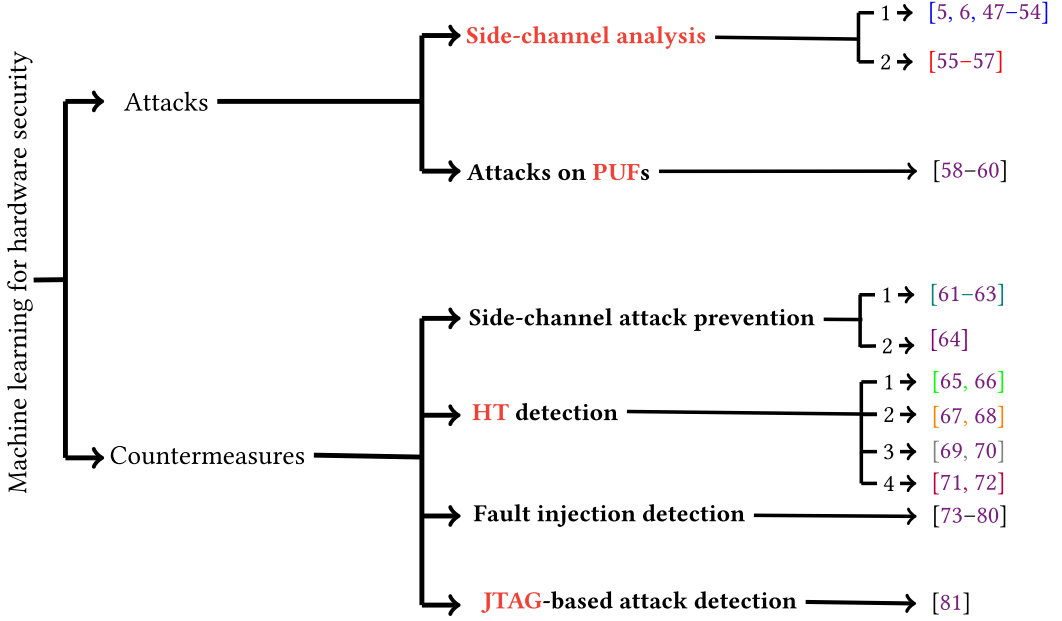 Machine learning for hardware security
Attacks
Side-channel analysis
1
[5, 6, 47–54]
2
[55–57]
Attacks on PUFs
[58–60]
Countermeasures
Side-channel attack prevention
1
[61–63]
2
[64]
HT detection
1
[65, 66]
2
[67, 68]
3
[69, 70]
4
[71, 72]
Fault injection detection
[73–80]
JTAG-based attack detection
[81]